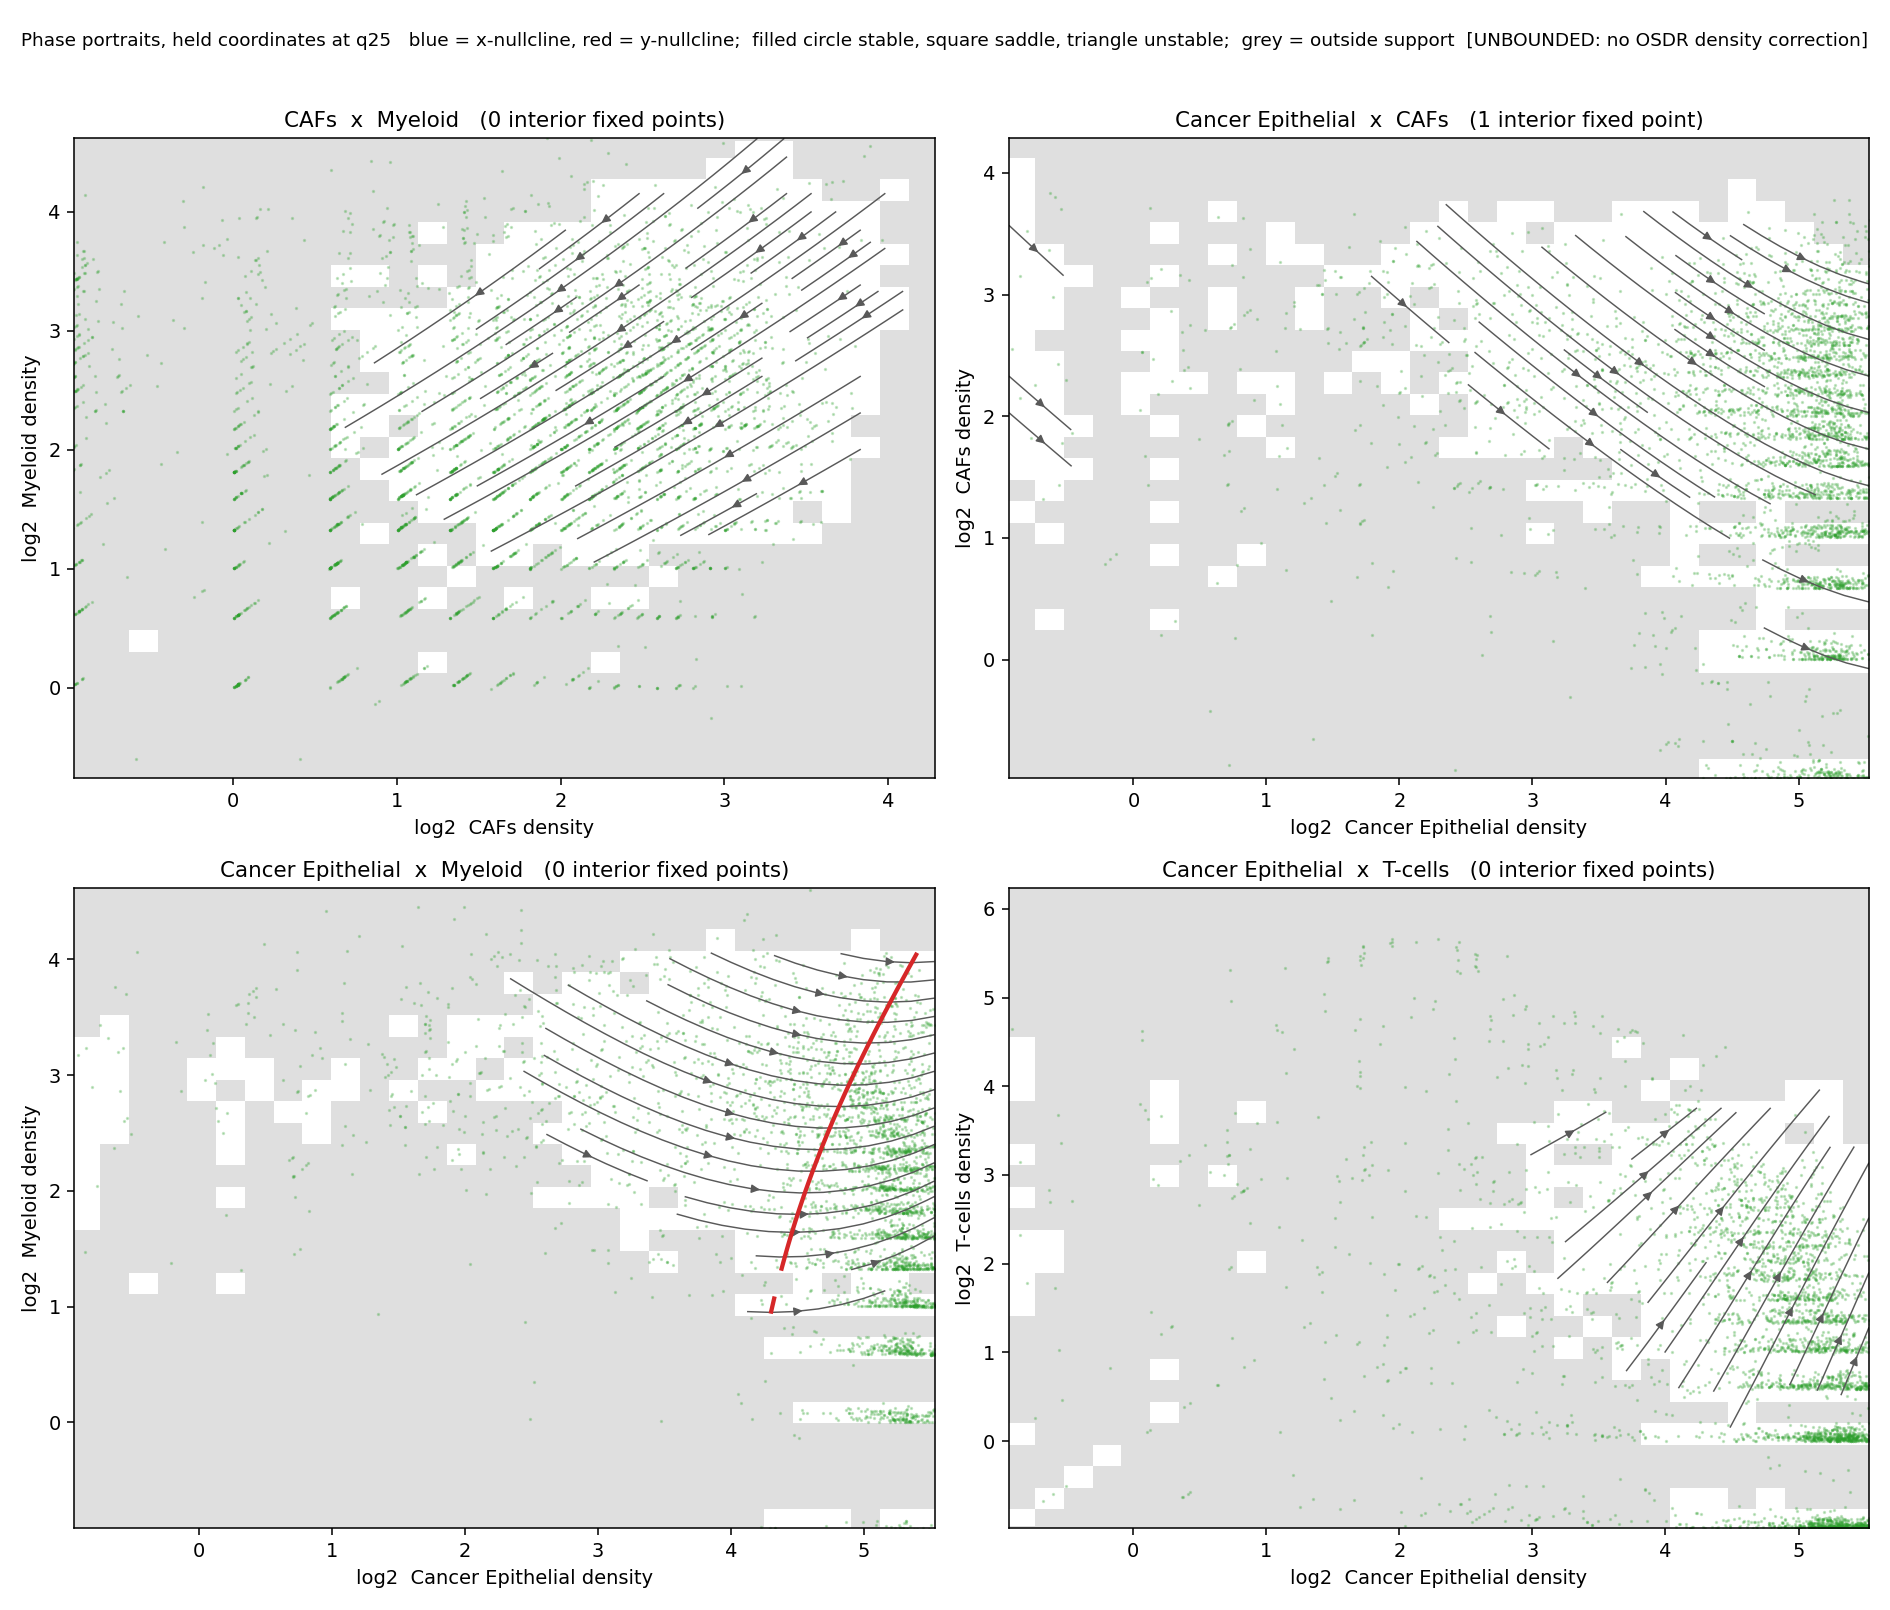 Phase portraits, held coordinates at q25   blue = x-nullcline, red = y-nullcline;  filled circle stable, square saddle, triangle unstable;  grey = outside support  [UNBOUNDED: no OSDR density correction]
CAFs  x  Myeloid   (0 interior fixed points)
log2  Myeloid density
4
3
2
1
0
0 1 2 3 4
log2  CAFs density
Cancer Epithelial  x  CAFs   (1 interior fixed point)
log2  CAFs density
4
3
2
1
0
0 1 2 3 4 5
log2  Cancer Epithelial density
Cancer Epithelial  x  Myeloid   (0 interior fixed points)
log2  Myeloid density
4
3
2
1
0
0 1 2 3 4 5
log2  Cancer Epithelial density
Cancer Epithelial  x  T-cells   (0 interior fixed points)
log2  T-cells density
6
5
4
3
2
1
0
0 1 2 3 4 5
log2  Cancer Epithelial density